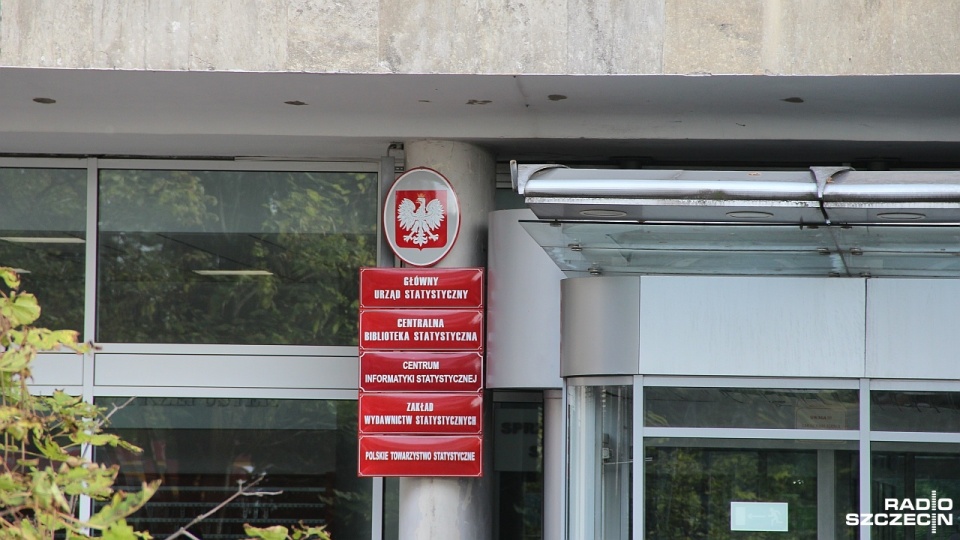 GŁÓWNY
URZĄD STATYSTYCZNY
CENTRALNA
BIBLIOTEKA STATYSTYCZNA
CENTRUM
INFORMATYKI STATYSTYCZNEJ
ZAKŁAD
WYDAWNICTW STATYSTYCZNYCH
POLSKIE TOWARZYSTWO STATYSTYCZNE
RADIO
SZCZECIN